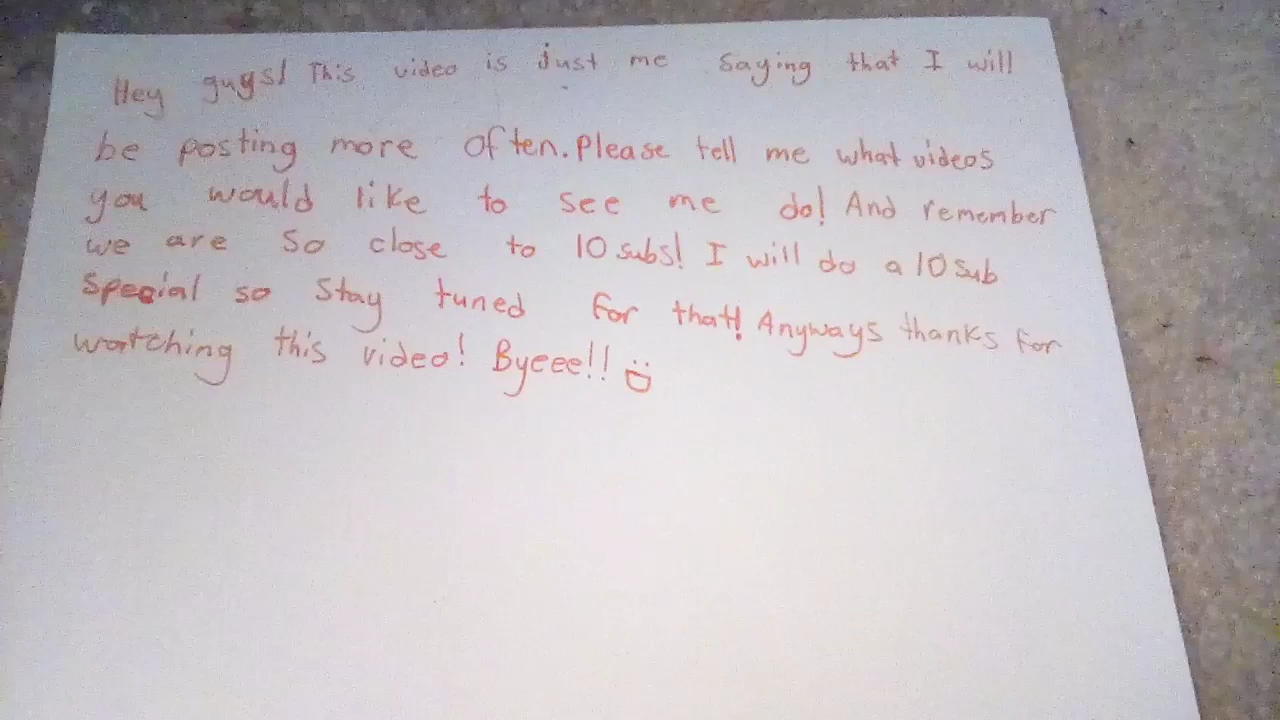 Hey guys! This video is just me saying that I will
be posting more often. Please tell me what videos
you would like to see me do! And remember
we are so close to 10 subs! I will do a 10 sub
special so stay tuned for that! Anyways thanks for
watching this video! Byeee!!